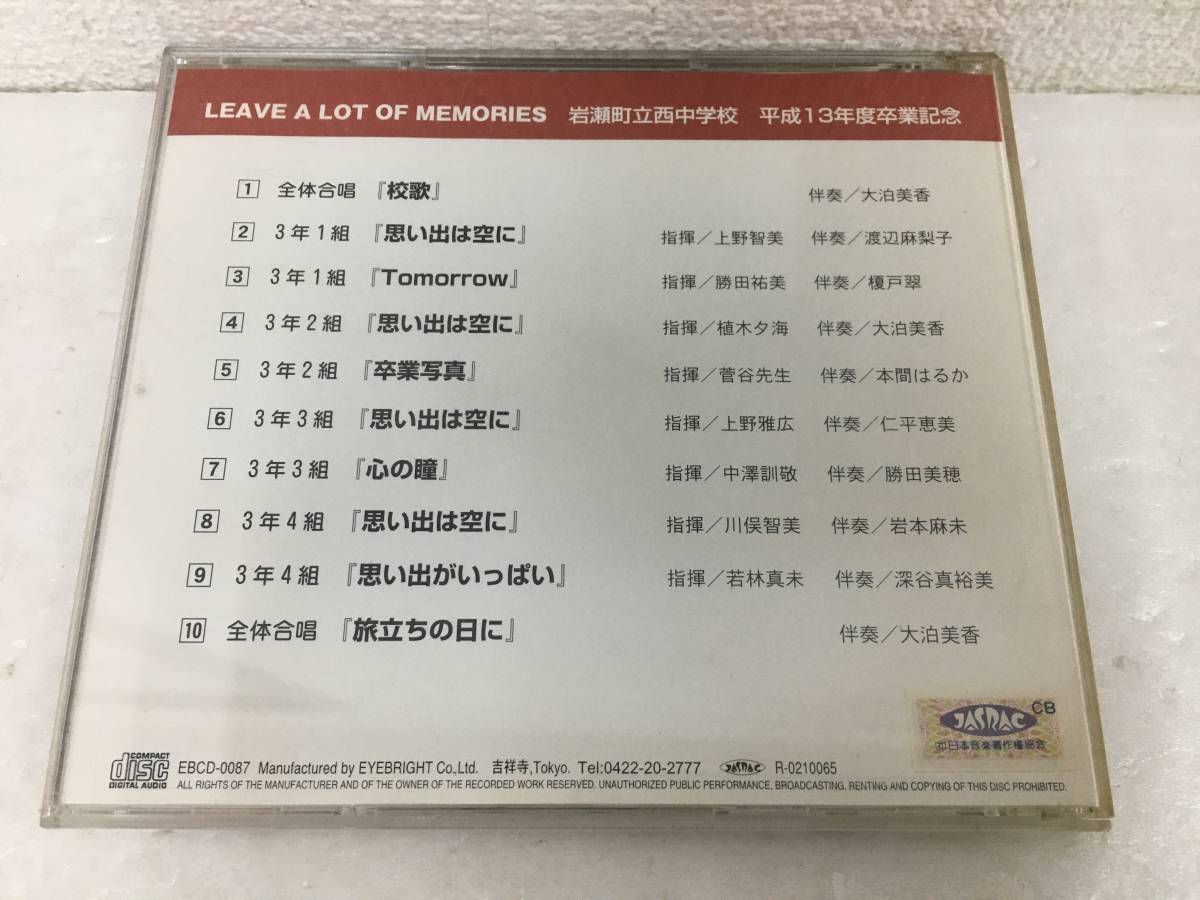 LEAVE A LOT OF MEMORIES 岩瀬町立西中学校 平成13年度卒業記念
1 全体合唱 『校歌』 伴奏／大泊美香
2 3年1組 『思い出は空に』 指揮／上野智美 伴奏／渡辺麻梨子
3 3年1組 『Tomorrow』 指揮／勝田祐美 伴奏／榎戸翠
4 3年2組 『思い出は空に』 指揮／植木夕海 伴奏／大泊美香
5 3年2組 『卒業写真』 指揮／菅谷先生 伴奏／本間はるか
6 3年3組 『思い出は空に』 指揮／上野雅広 伴奏／仁平恵美
7 3年3組 『心の瞳』 指揮／中澤訓敬 伴奏／勝田美穂
8 3年4組 『思い出は空に』 指揮／川俣智美 伴奏／岩本麻未
9 3年4組 『思い出がいっぱい』 指揮／若林真未 伴奏／深谷真裕美
10 全体合唱 『旅立ちの日に』 伴奏／大泊美香
JASRAC CB
(社)日本音楽著作権協会
COMPACT disc DIGITAL AUDIO
EBCD-0087 Manufactured by EYEBRIGHT Co,Ltd. 吉祥寺,Tokyo. Tel:0422-20-2777 JASRAC R-0210065
ALL RIGHTS OF THE MANUFACTURER AND OF THE OWNER OF THE RECORDED WORK RESERVED. UNAUTHORIZED PUBLIC PERFORMANCE, BROADCASTING, RENTING AND COPYING OF THIS DISC PROHIBITED.